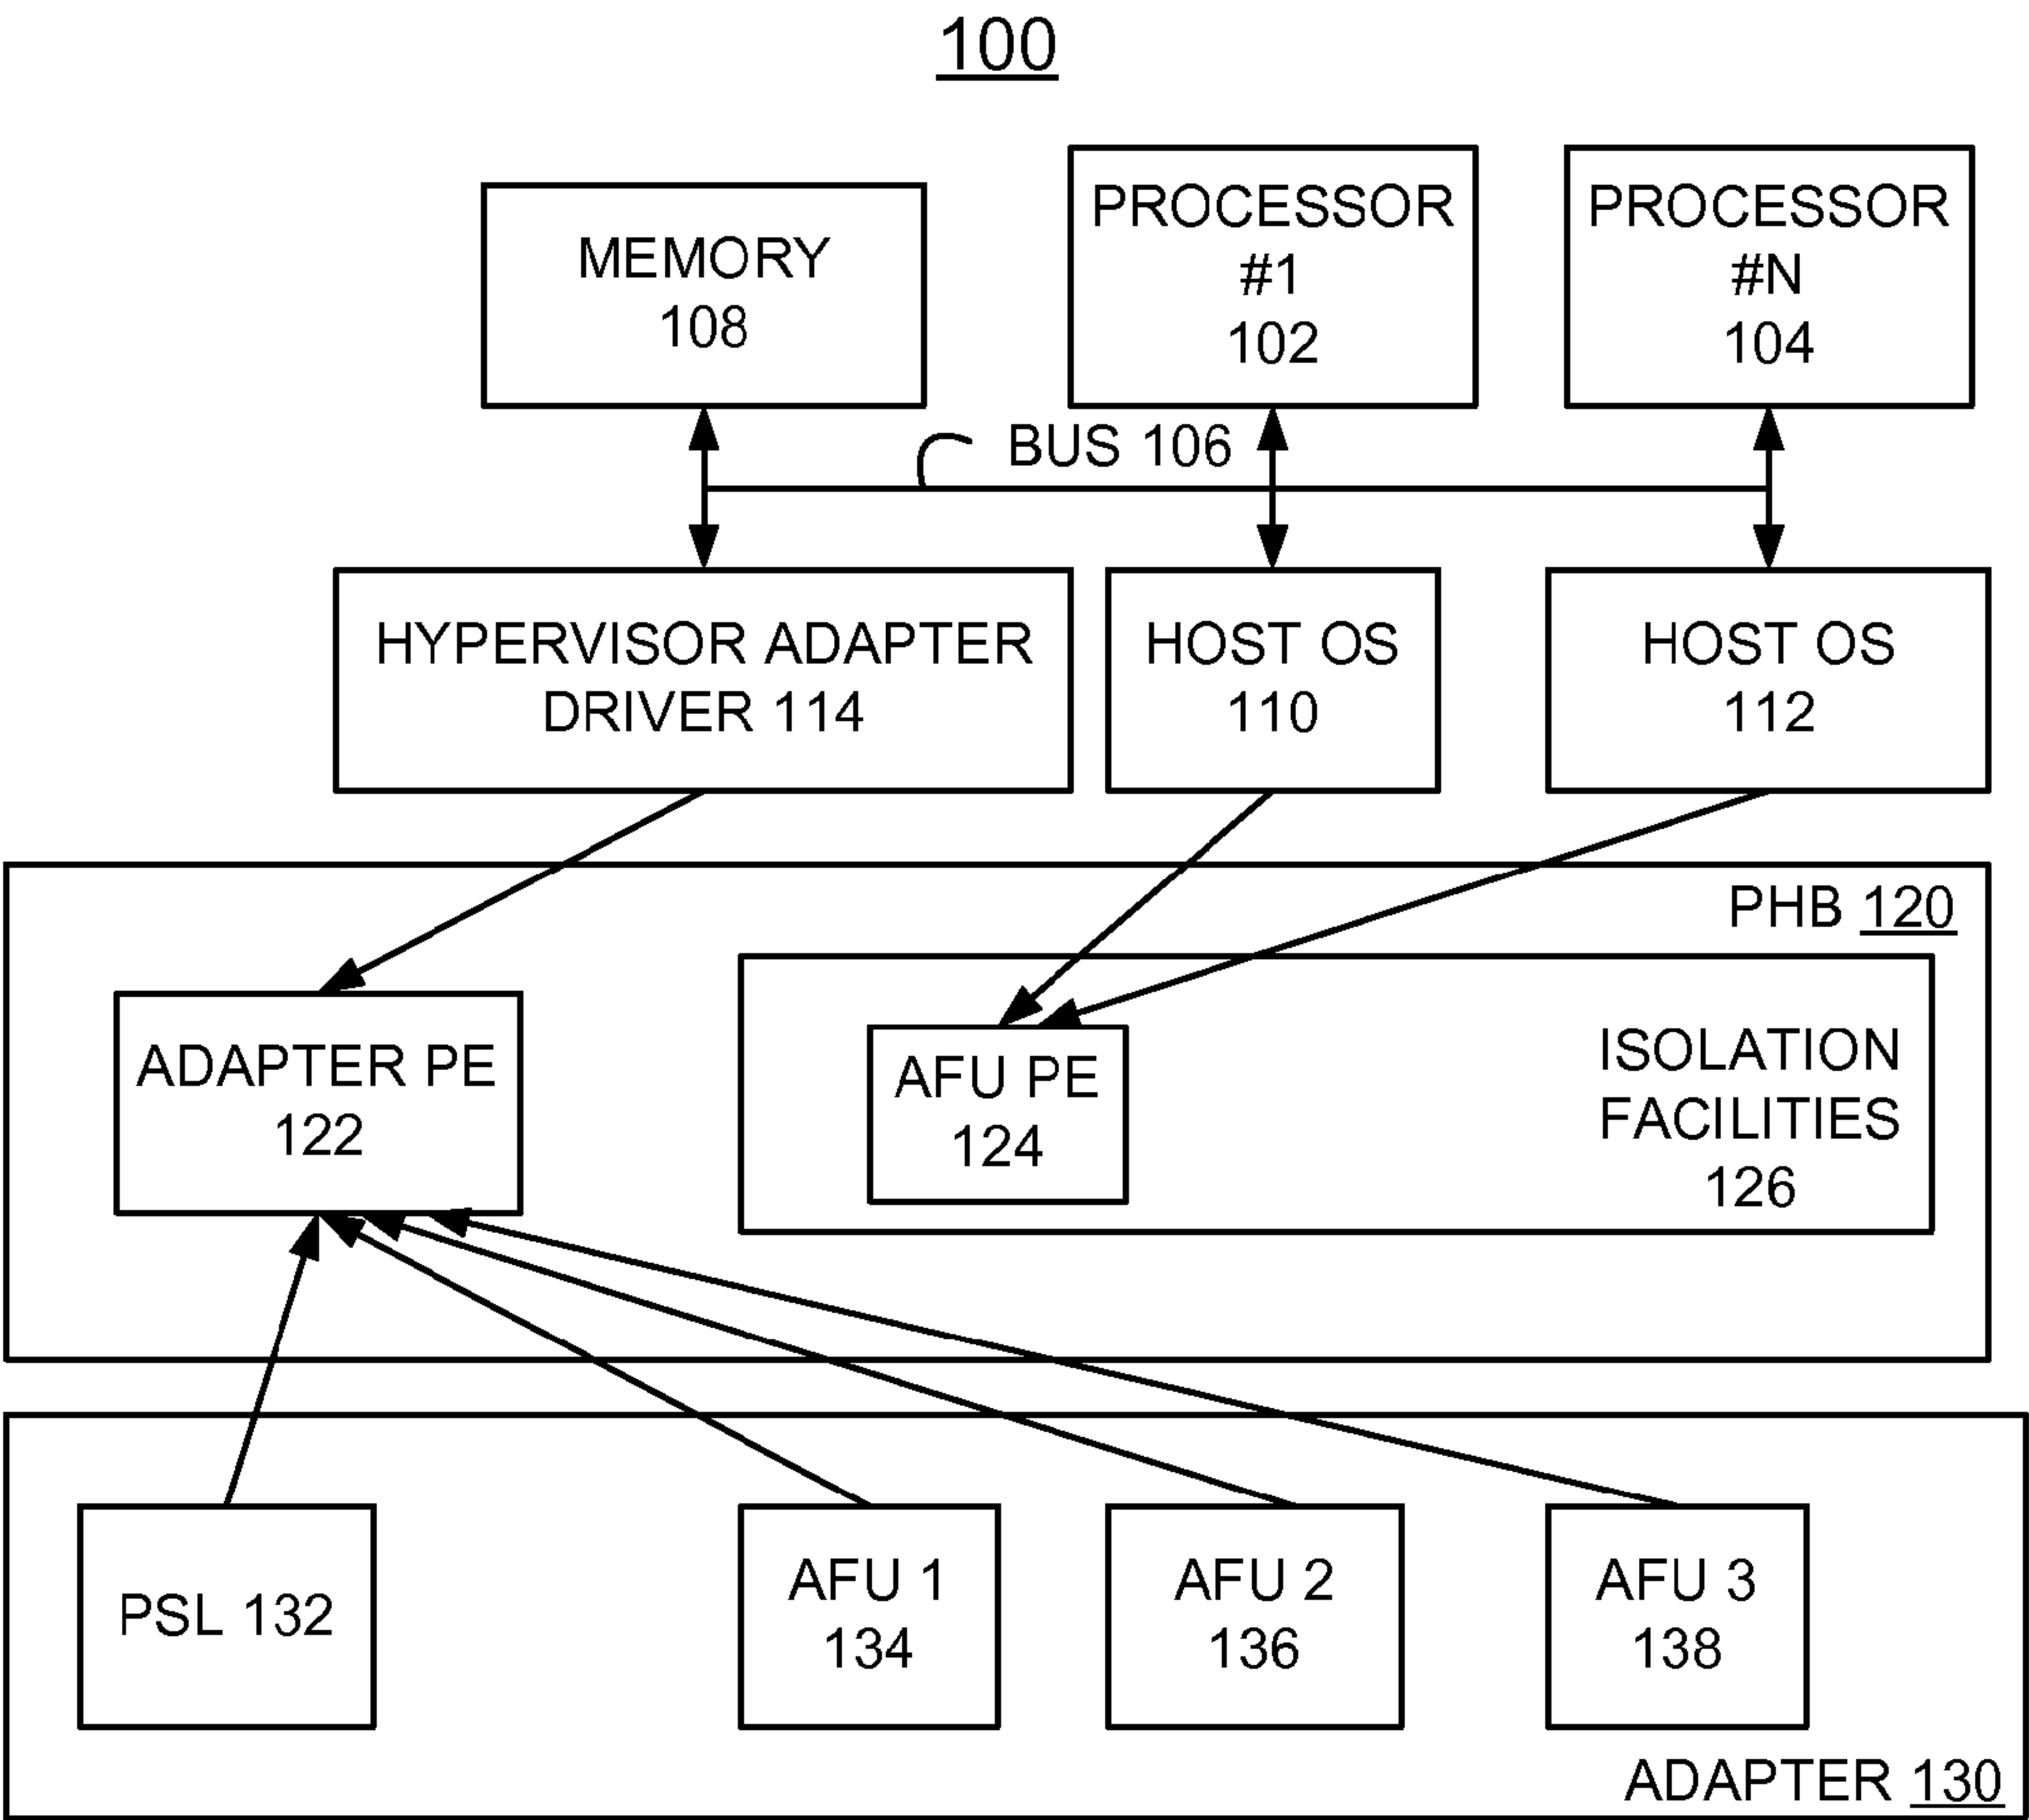 100
MEMORY
108
PROCESSOR
#1
102
PROCESSOR
#N
104
BUS 106
HYPERVISOR ADAPTER
DRIVER 114
HOST OS
110
HOST OS
112
PHB 120
ADAPTER PE
122
AFU PE
124
ISOLATION
FACILITIES
126
PSL 132
AFU 1
134
AFU 2
136
AFU 3
138
ADAPTER 130